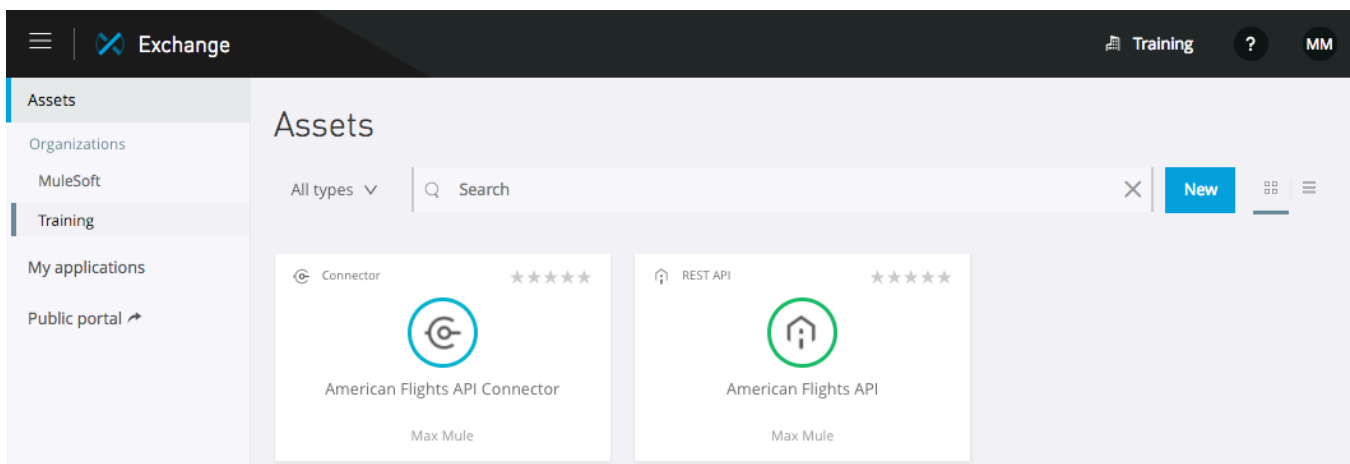 Exchange
Training
?
MM
Assets
Organizations
MuleSoft
Training
My applications
Public portal
Assets
All types
Search
New
Connector
American Flights API Connector
Max Mule
REST API
American Flights API
Max Mule